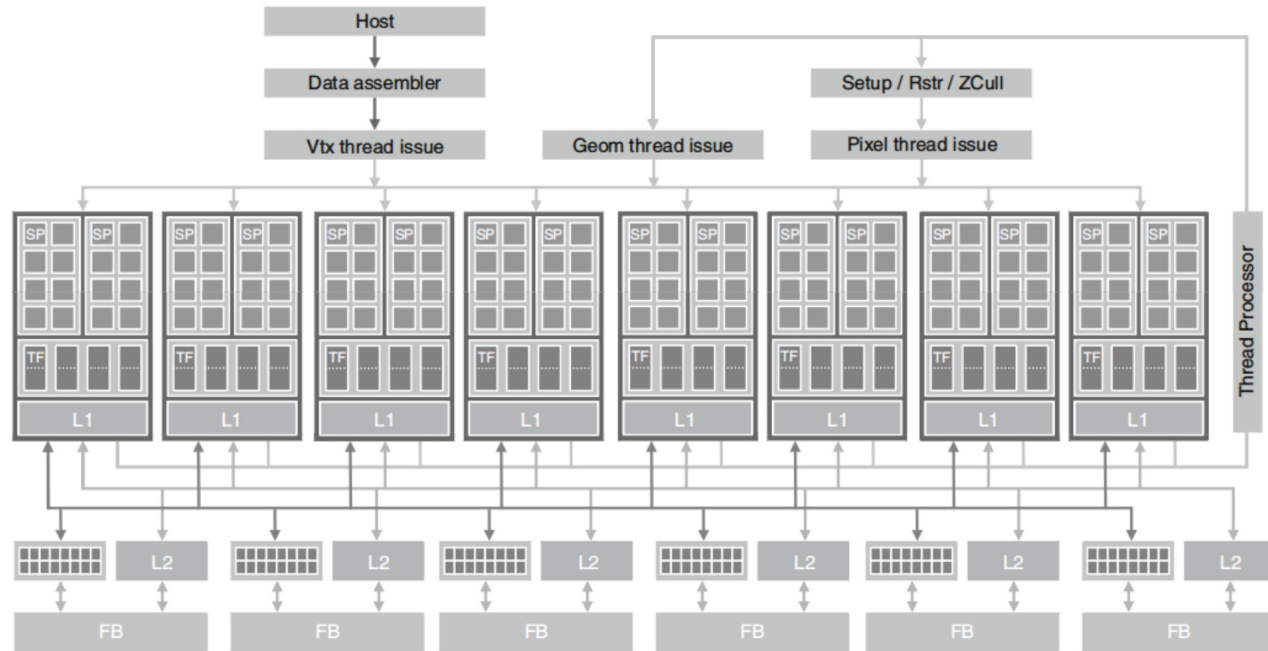 Host
Data assembler
Setup / Rstr / ZCull
Vtx thread issue
Geom thread issue
Pixel thread issue
SP SP SP SP SP SP SP SP SP SP SP SP SP SP SP SP
TF TF TF TF TF TF TF TF
L1 L1 L1 L1 L1 L1 L1 L1
Thread Processor
L2 L2 L2 L2 L2 L2
FB FB FB FB FB FB